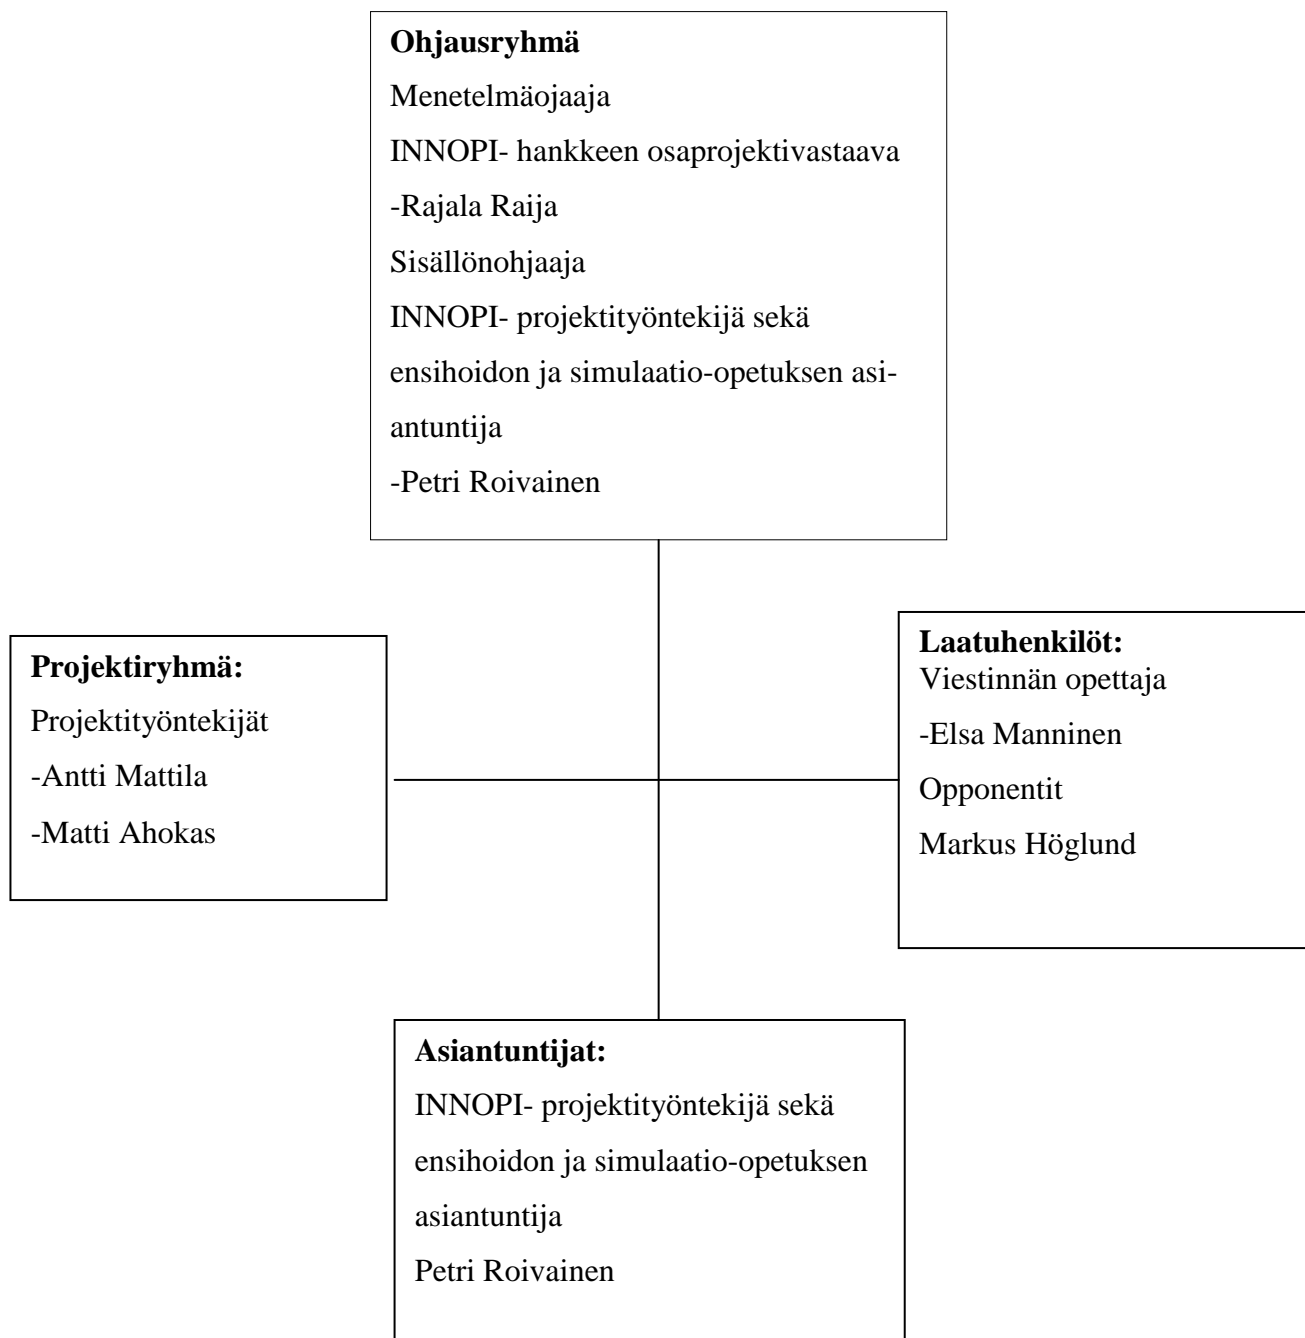 Ohjausryhmä
Menetelmäojaaja
INNOPI- hankkeen osaprojektivastaava
-Rajala Raija
Sisällönohjaaja
INNOPI- projektityöntekijä sekä
ensihoidon ja simulaatio-opetuksen asi-
antuntija
-Petri Roivainen
Projektiryhmä:
Projektityöntekijät
-Antti Mattila
-Matti Ahokas
Laatuhenkilöt:
Viestinnän opettaja
-Elsa Manninen
Opponentit
Markus Höglund
Asiantuntijat:
INNOPI- projektityöntekijä sekä
ensihoidon ja simulaatio-opetuksen
asiantuntija
Petri Roivainen